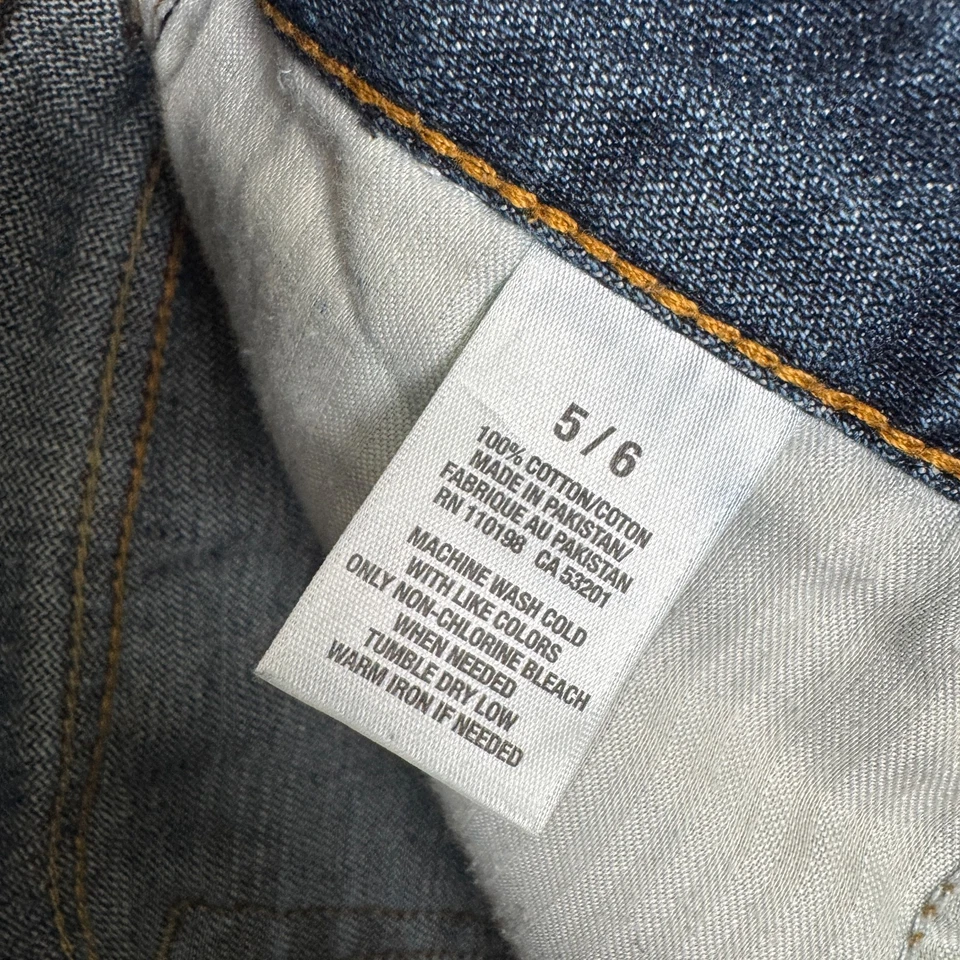 5 / 6
100% COTTON/COTON
MADE IN PAKISTAN/
FABRIQUE AU PAKISTAN
RN 110198 CA 53201
MACHINE WASH COLD
WITH LIKE COLORS
ONLY NON-CHLORINE BLEACH
WHEN NEEDED
TUMBLE DRY LOW
WARM IRON IF NEEDED